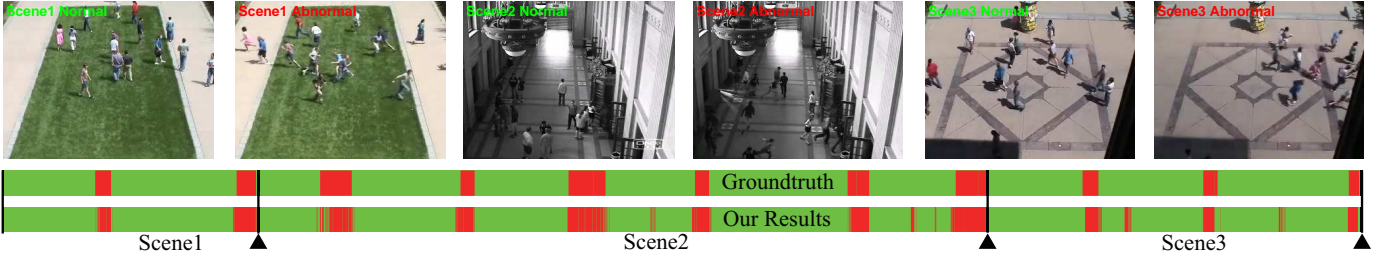 Scene1 Normal
Scene1 Abnormal
Scene2 Normal
Scene2 Abnormal
Scene3 Normal
Scene3 Abnormal
Groundtruth
Our Results
Scene1
Scene2
Scene3